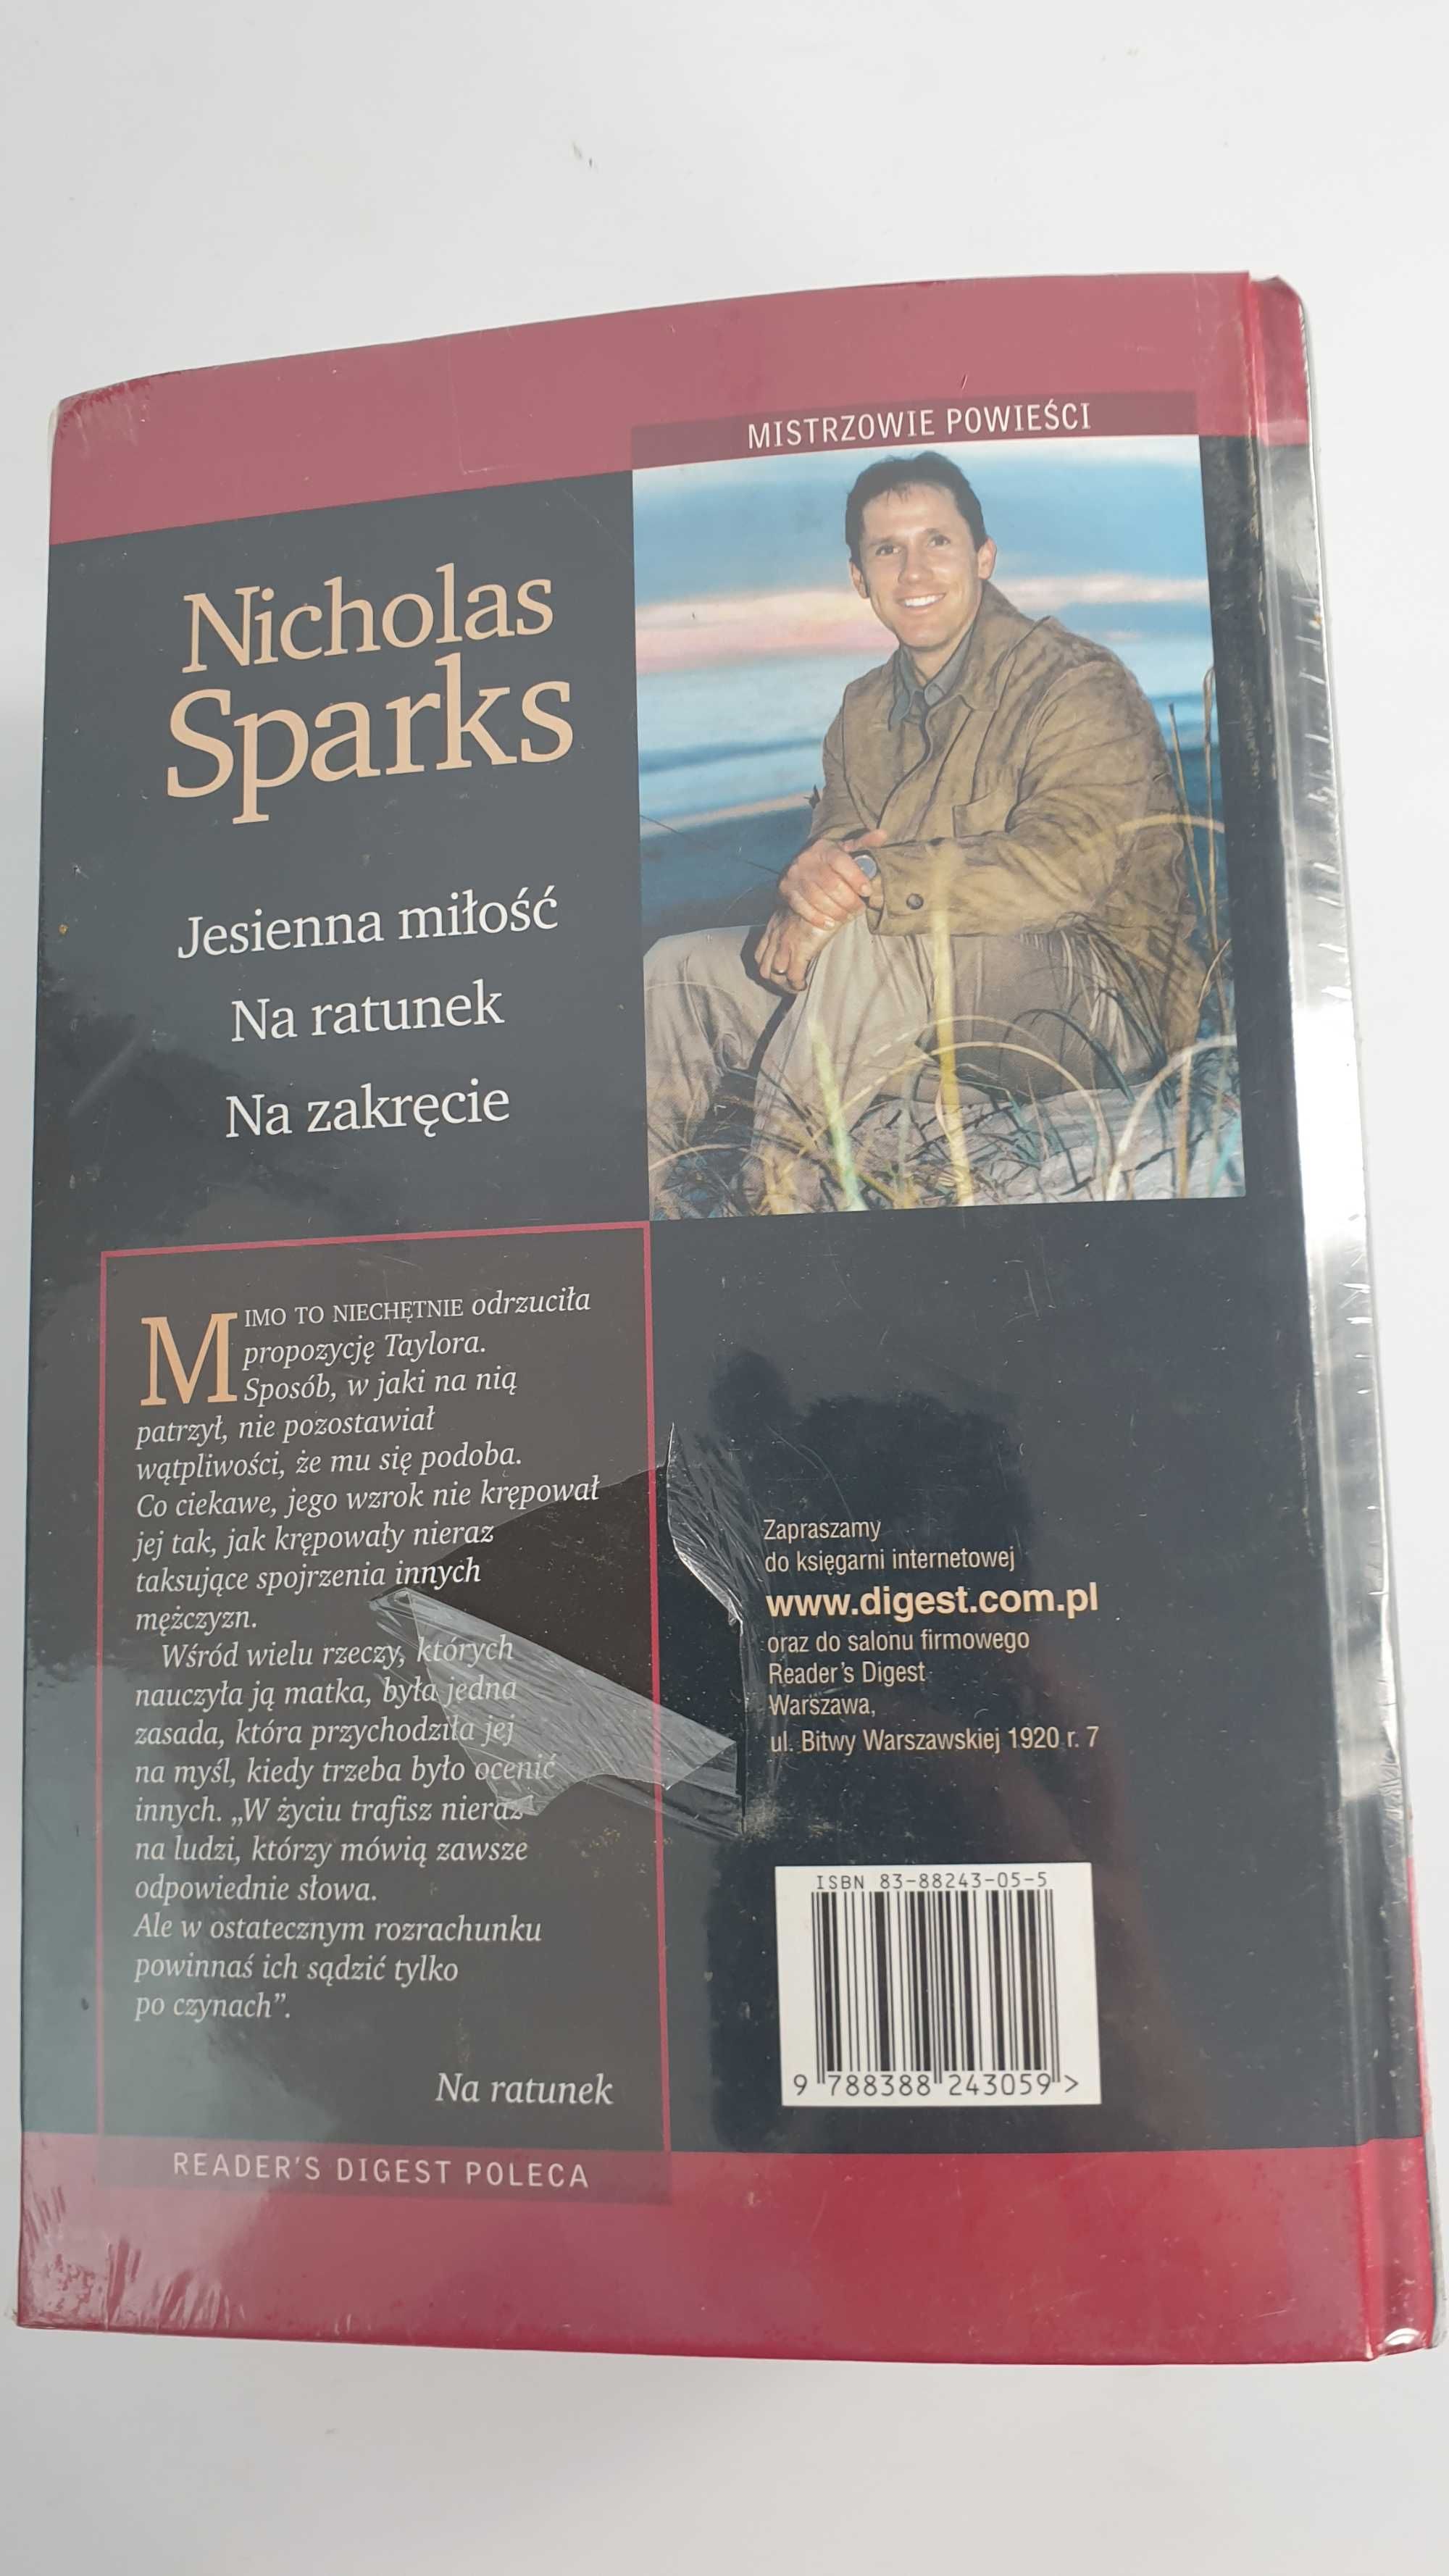 MISTRZOWIE POWIEŚCI
Nicholas
Sparks
Jesienna miłość
Na ratunek
Na zakręcie
MIMO TO NIECHĘTNIE odrzuciła
propozycję Taylora.
Sposób, w jaki na nią
patrzył, nie pozostawiał
wątpliwości, że mu się podoba.
Co ciekawe, jego wzrok nie krępował
jej tak, jak krępowały nieraz
taksujące spojrzenia innych
mężczyzn.
Wśród wielu rzeczy, których
nauczyła ją matka, była jedna
zasada, która przychodziła jej
na myśl, kiedy trzeba było ocenić
innych. „W życiu trafisz nieraz
na ludzi, którzy mówią zawsze
odpowiednie słowa.
Ale w ostatecznym rozrachunku
powinnaś ich sądzić tylko
po czynach”.
Na ratunek
READER'S DIGEST POLECA
Zapraszamy
do księgarni internetowej
www.digest.com.pl
oraz do salonu firmowego
Reader's Digest
Warszawa,
ul. Bitwy Warszawskiej 1920 r. 7
ISBN 83-88243-05-5
9 788388 243059 >